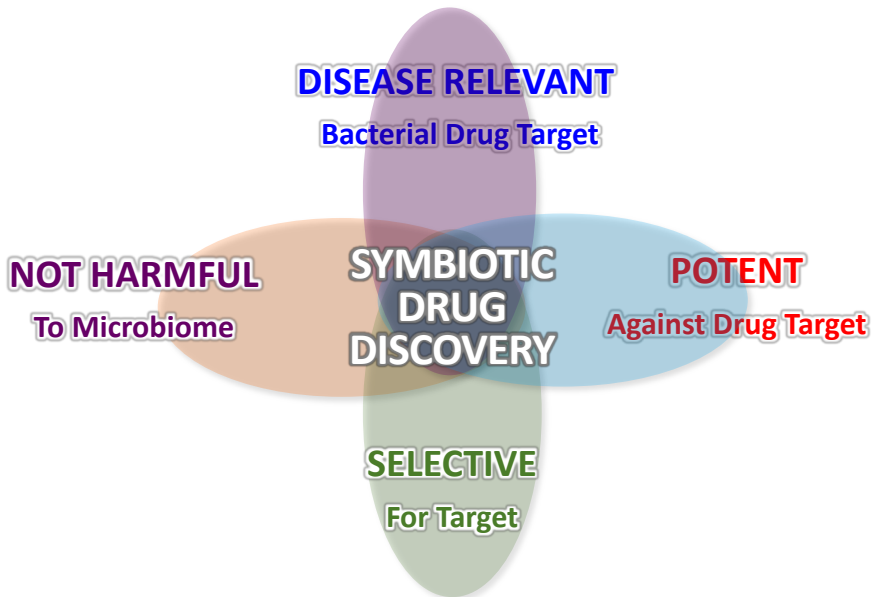 DISEASE RELEVANT
Bacterial Drug Target
NOT HARMFUL
To Microbiome
SYMBIOTIC
DRUG
DISCOVERY
POTENT
Against Drug Target
SELECTIVE
For Target